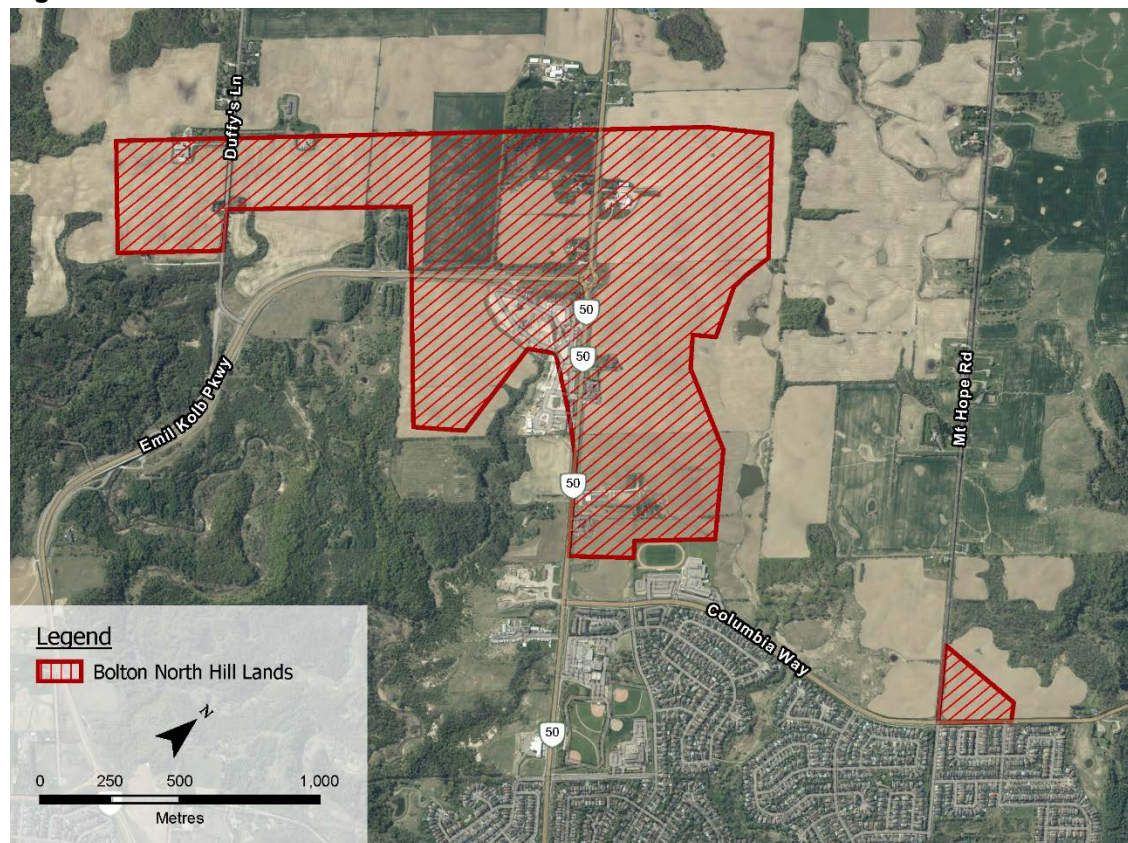 Duffy's Ln
50
50
Emil Kolb Pkwy
Mt Hope Rd
50
Columbia Way
50
Legend
Bolton North Hill Lands
N
0 250 500 1,000
Metres